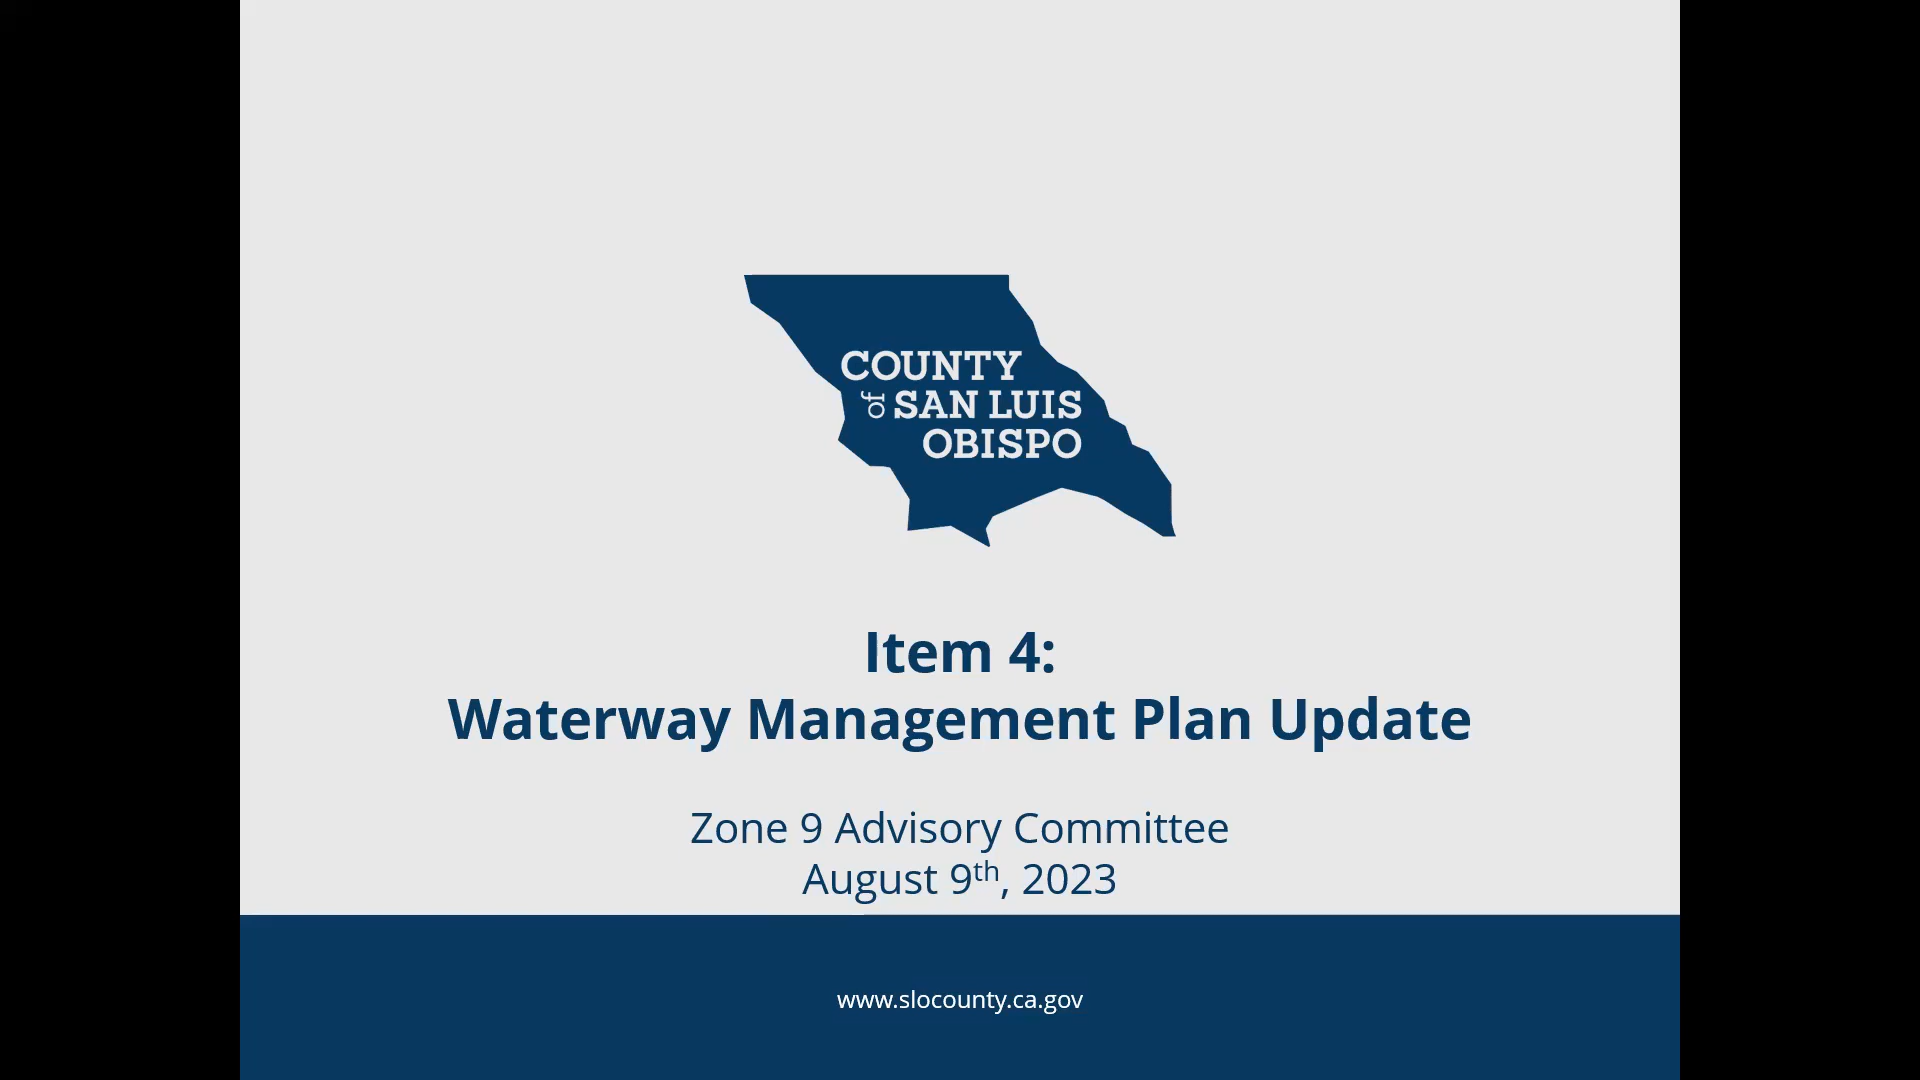 COUNTY
of SAN LUIS
OBISPO
Item 4:
Waterway Management Plan Update
Zone 9 Advisory Committee
August 9th, 2023
www.slocounty.ca.gov